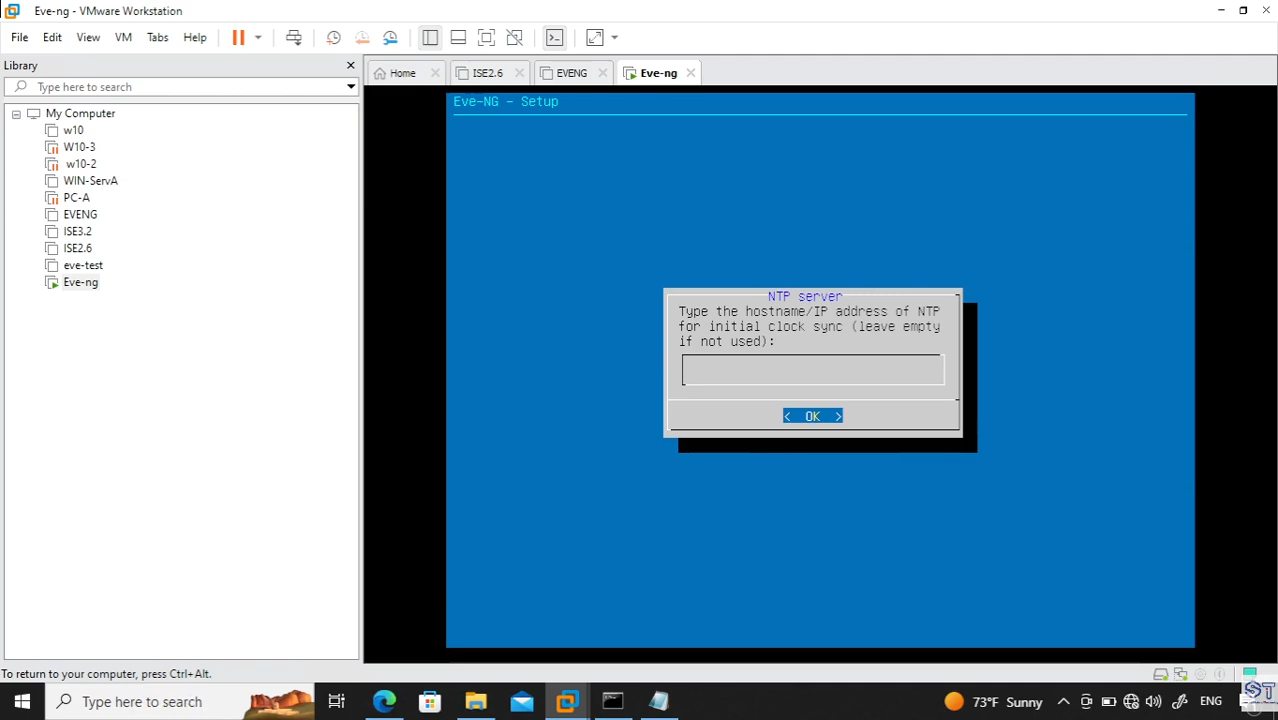 Eve-ng - VMware Workstation
File Edit View VM Tabs Help
Library
Type here to search
My Computer
w10
W10-3
w10-2
WIN-ServA
PC-A
EVENG
ISE3.2
ISE2.6
eve-test
Eve-ng
Home
ISE2.6
EVENG
Eve-ng
Eve-NG - Setup
NTP server
Type the hostname/IP address of NTP
for initial clock sync (leave empty
if not used):
< OK >
To return to your computer, press Ctrl+Alt.
Type here to search
73°F Sunny
ENG
ST